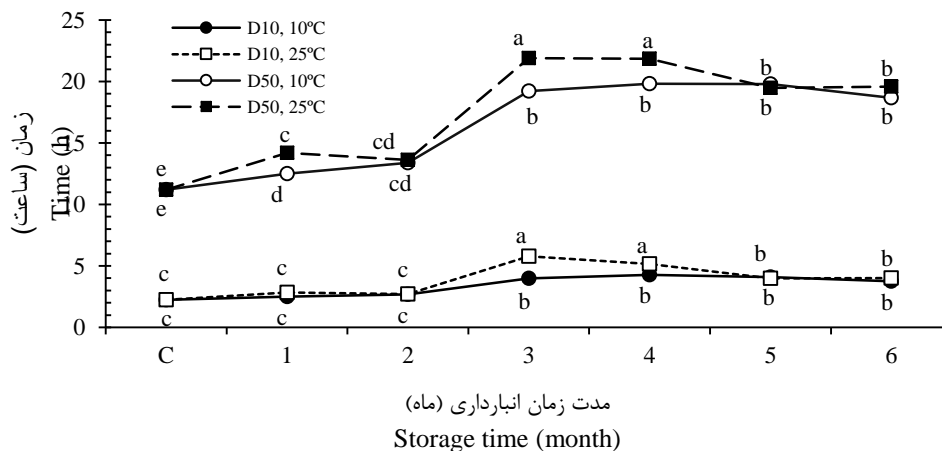 25
20
15
10
5
0
زمان (ساعت)
Time (h)
D10, 10ºC
D10, 25ºC
D50, 10ºC
D50, 25ºC
a a b b
c cd
b b b b
e
e d cd
a a b b
c c c
b b b b
c c c
C 1 2 3 4 5 6
مدت زمان انبارداری (ماه)
Storage time (month)